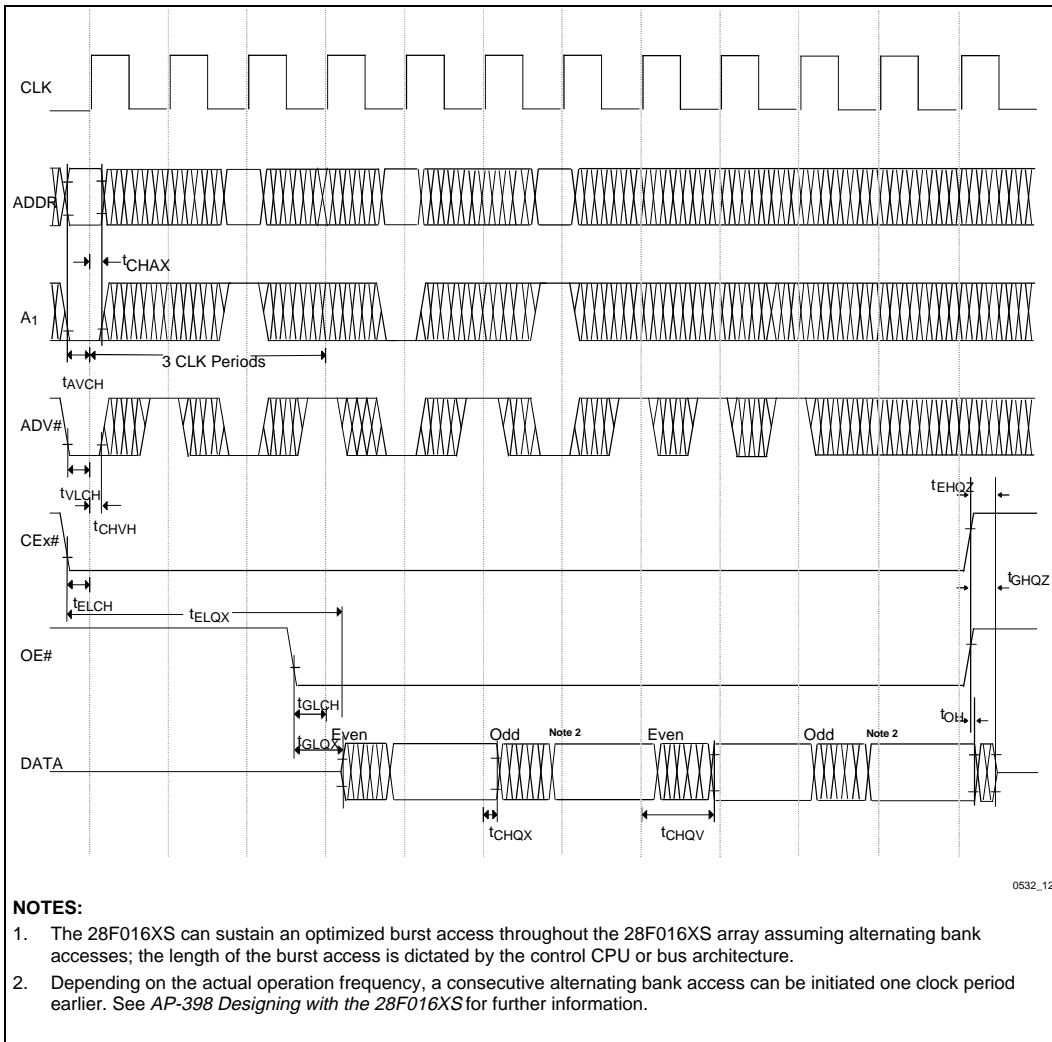 CLK
ADDR
tCHAX
A1
3 CLK Periods
tAVCH
ADV#
tVLCH
tCHVH
tEHQZ
CEx#
tELCH
tELQX
tGHQZ
OE#
tGLCH
tOH
tGLQX
Even
Odd
Note 2
Even
Odd
Note 2
DATA
tCHQX
tCHQV
0532_12
NOTES:
1. The 28F016XS can sustain an optimized burst access throughout the 28F016XS array assuming alternating bank
accesses; the length of the burst access is dictated by the control CPU or bus architecture.
2. Depending on the actual operation frequency, a consecutive alternating bank access can be initiated one clock period
earlier. See AP-398 Designing with the 28F016XS for further information.